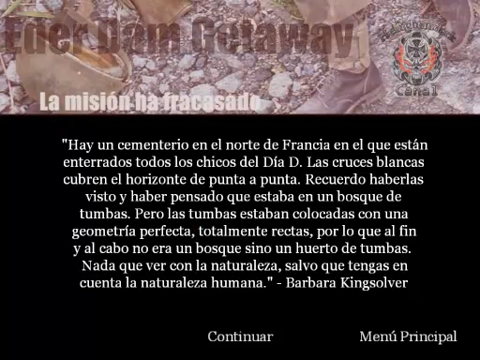 Eder Dam Getaway
Canal
La misión ha fracasado
"Hay un cementerio en el norte de Francia en el que están
enterrados todos los chicos del Día D. Las cruces blancas
cubren el horizonte de punta a punta. Recuerdo haberlas
visto y haber pensado que estaba en un bosque de
tumbas. Pero las tumbas estaban colocadas con una
geometría perfecta, totalmente rectas, por lo que al fin
y al cabo no era un bosque sino un huerto de tumbas.
Nada que ver con la naturaleza, salvo que tengas en
cuenta la naturaleza humana." - Barbara Kingsolver
Continuar
Menú Principal